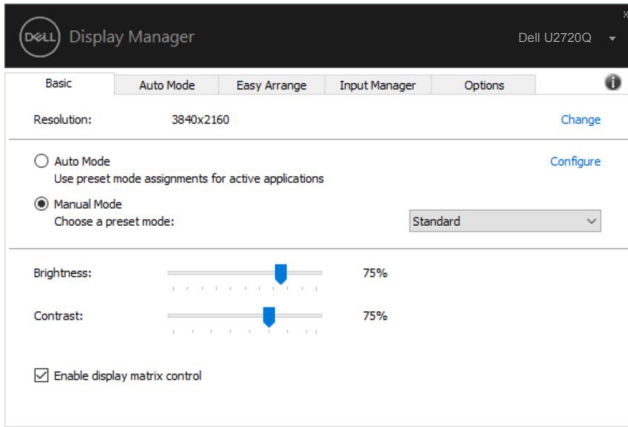 DELL Display Manager Dell U2720Q x
Basic Auto Mode Easy Arrange Input Manager Options i
Resolution: 3840x2160 Change
Auto Mode Configure
Use preset mode assignments for active applications
Manual Mode
Choose a preset mode: Standard
Brightness: 75%
Contrast: 75%
Enable display matrix control